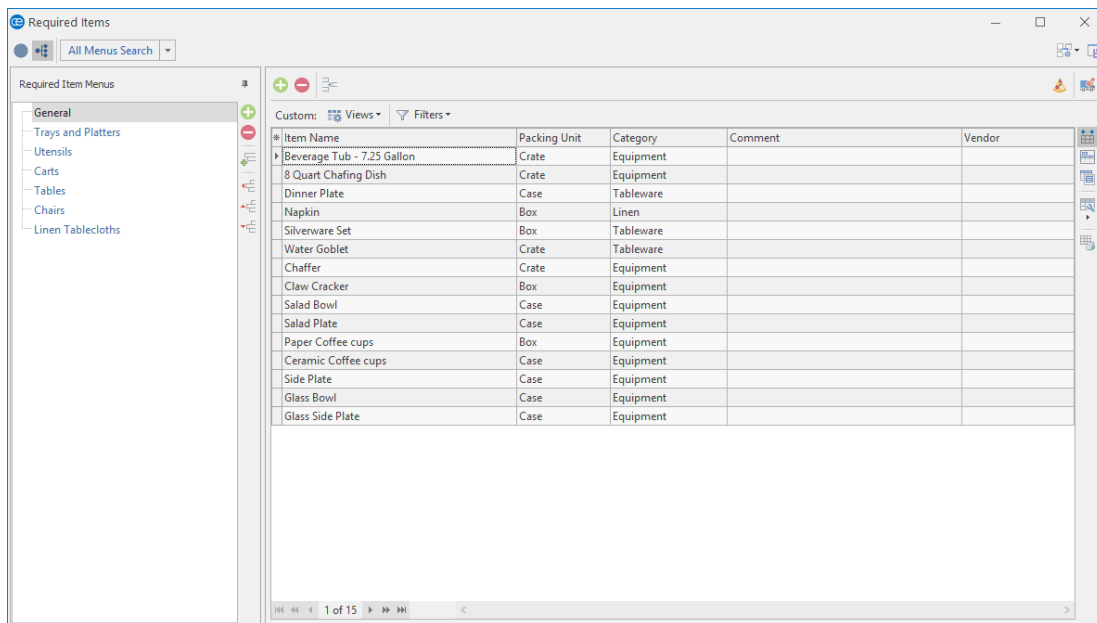 Required Items
All Menus Search
Required Item Menus
General
Trays and Platters
Utensils
Carts
Tables
Chairs
Linen Tablecloths
Custom: Views Filters
Item Name Packing Unit Category Comment Vendor
Beverage Tub - 7.25 Gallon Crate Equipment
8 Quart Chafing Dish Crate Equipment
Dinner Plate Case Tableware
Napkin Box Linen
Silverware Set Box Tableware
Water Goblet Crate Tableware
Chaffer Crate Equipment
Claw Cracker Box Equipment
Salad Bowl Case Equipment
Salad Plate Case Equipment
Paper Coffee cups Box Equipment
Ceramic Coffee cups Case Equipment
Side Plate Case Equipment
Glass Bowl Case Equipment
Glass Side Plate Case Equipment
1 of 15